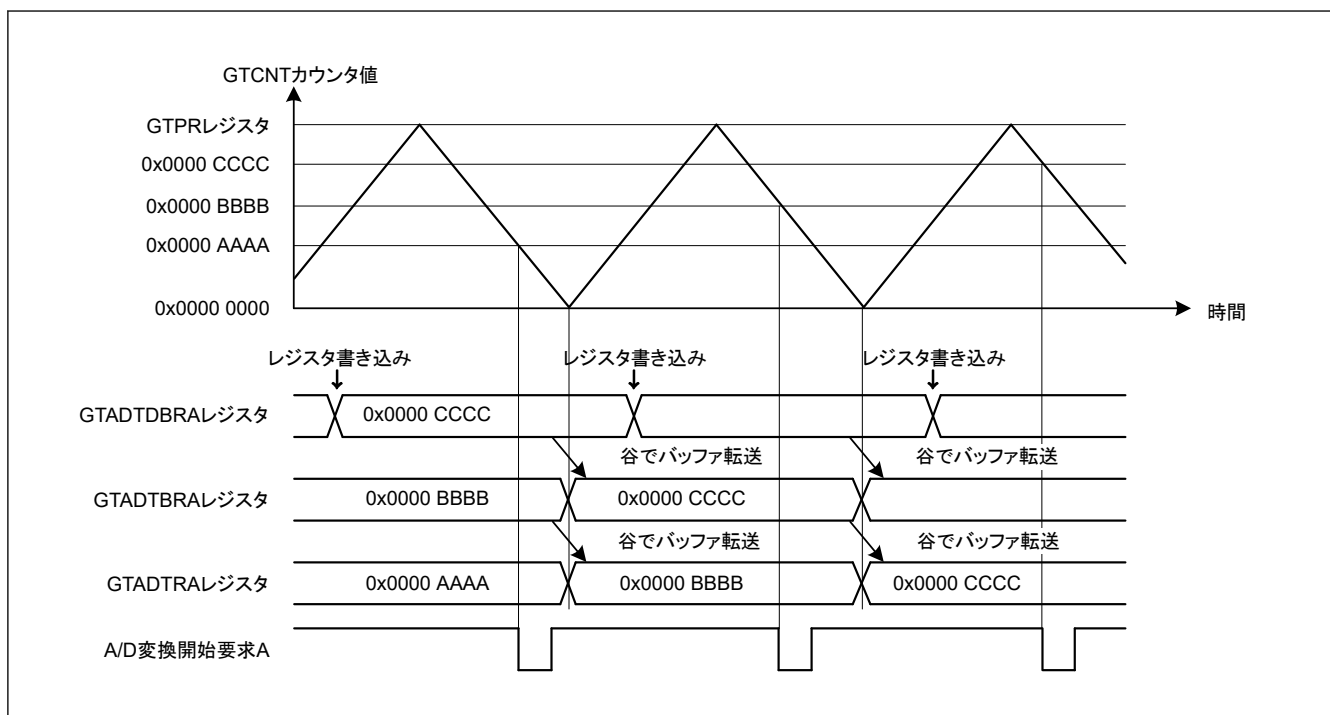 GTCNTカウンタ値
GTPRレジスタ
0x0000 CCCC
0x0000 BBBB
0x0000 AAAA
0x0000 0000
時間
レジスタ書き込み レジスタ書き込み レジスタ書き込み
GTADTDBRAレジスタ 0x0000 CCCC
谷でバッファ転送 谷でバッファ転送
GTADTBRAレジスタ 0x0000 BBBB 0x0000 CCCC
谷でバッファ転送 谷でバッファ転送
GTADTRAレジスタ 0x0000 AAAA 0x0000 BBBB 0x0000 CCCC
A/D変換開始要求A